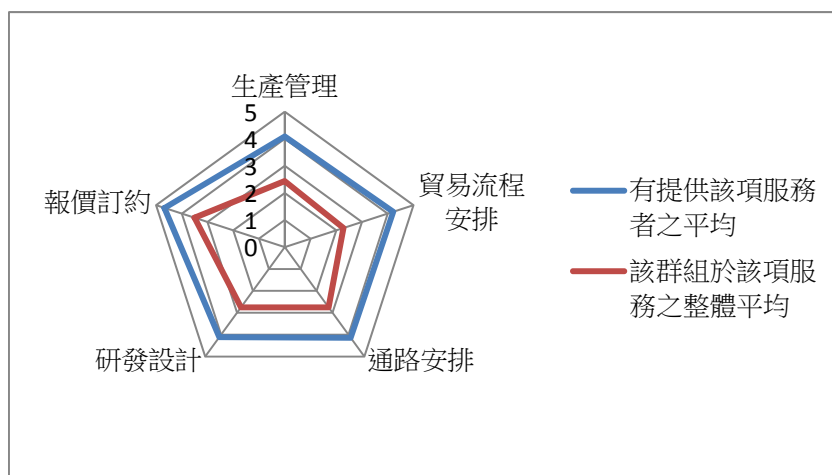 生產管理
5
4
3
2
1
0
報價訂約
貿易流程
安排
研發設計
通路安排
有提供該項服務
者之平均
該群組於該項服
務之整體平均